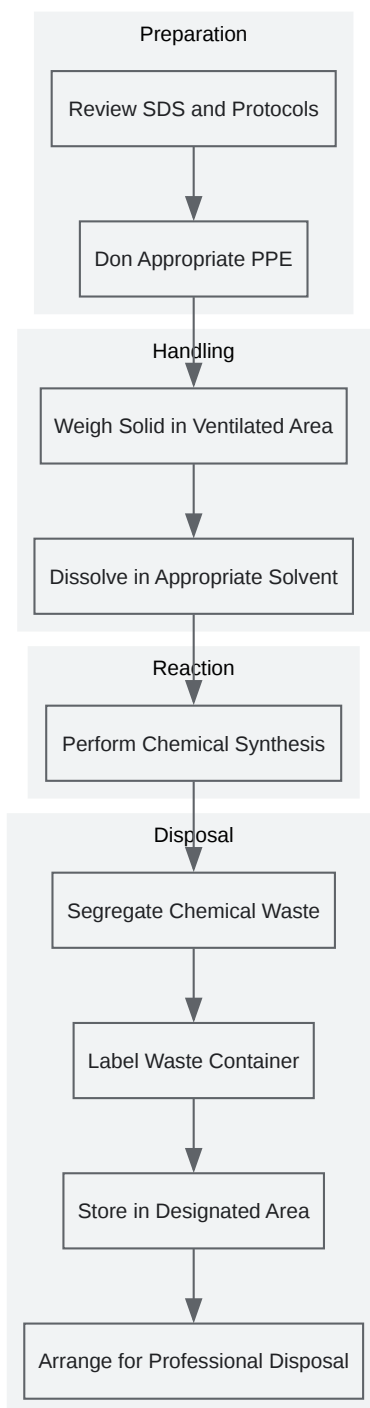 Preparation
Review SDS and Protocols
Don Appropriate PPE
Handling
Weigh Solid in Ventilated Area
Dissolve in Appropriate Solvent
Reaction
Perform Chemical Synthesis
Disposal
Segregate Chemical Waste
Label Waste Container
Store in Designated Area
Arrange for Professional Disposal